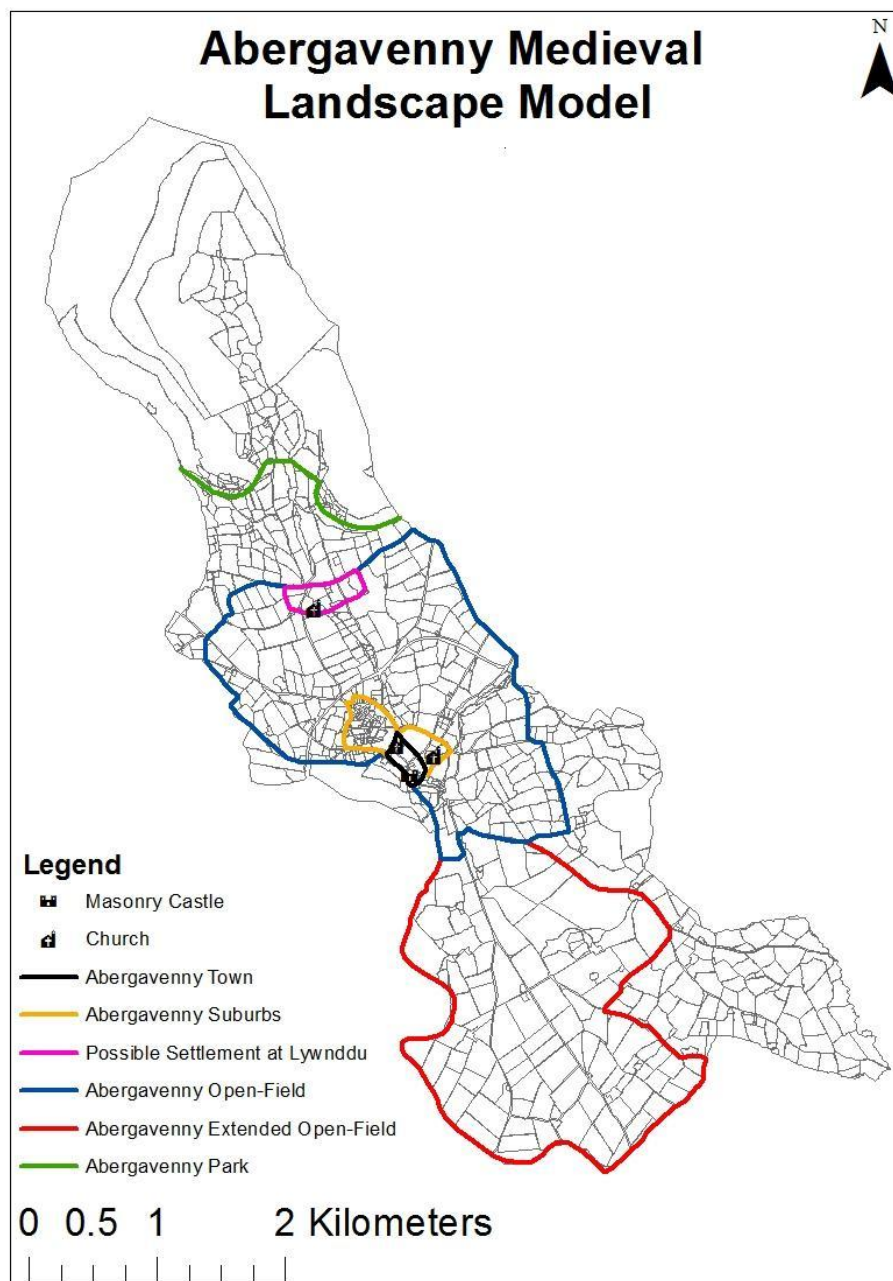 Abergavenny Medieval
Landscape Model
N
Legend
Masonry Castle
Church
Abergavenny Town
Abergavenny Suburbs
Possible Settlement at Lywnddu
Abergavenny Open-Field
Abergavenny Extended Open-Field
Abergavenny Park
0 0.5 1 2 Kilometers